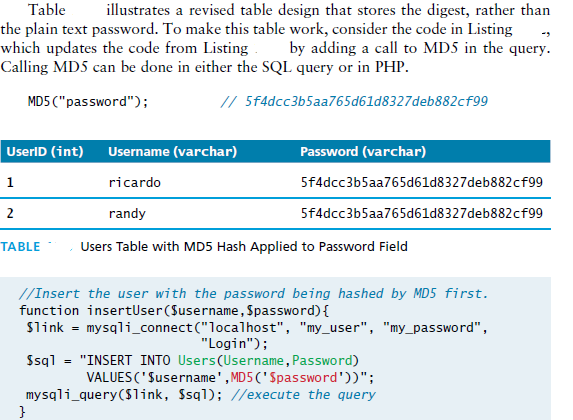 Table illustrates a revised table design that stores the digest, rather than
the plain text password. To make this table work, consider the code in Listing .,
which updates the code from Listing by adding a call to MD5 in the query.
Calling MD5 can be done in either the SQL query or in PHP.
MD5("password"); // 5f4dcc3b5aa765d61d8327deb882cf99
UserID (int) Username (varchar) Password (varchar)
1 ricardo 5f4dcc3b5aa765d61d8327deb882cf99
2 randy 5f4dcc3b5aa765d61d8327deb882cf99
TABLE Users Table with MD5 Hash Applied to Password Field
//Insert the user with the password being hashed by MD5 first.
function insertUser($username,$password){
$link = mysqli_connect("localhost", "my_user", "my_password",
"Login");
$sql = "INSERT INTO Users(Username,Password)
VALUES('$username',MD5('$password'))";
mysqli_query($link, $sql); //execute the query
}